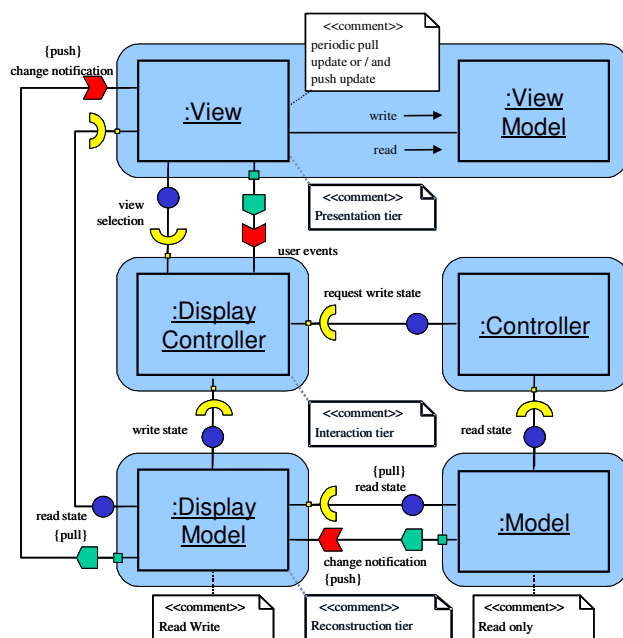 <<comment>>
periodic pull
update or / and
push update
{push}
change notification
:View
write
read
:View
Model
<<comment>>
Presentation tier
view
selection
user events
:Display
Controller
request write state
:Controller
<<comment>>
Interaction tier
write state
read state
:Display
Model
{pull}
read state
:Model
read state
{pull}
change notification
{push}
<<comment>>
Read Write
<<comment>>
Reconstruction tier
<<comment>>
Read only